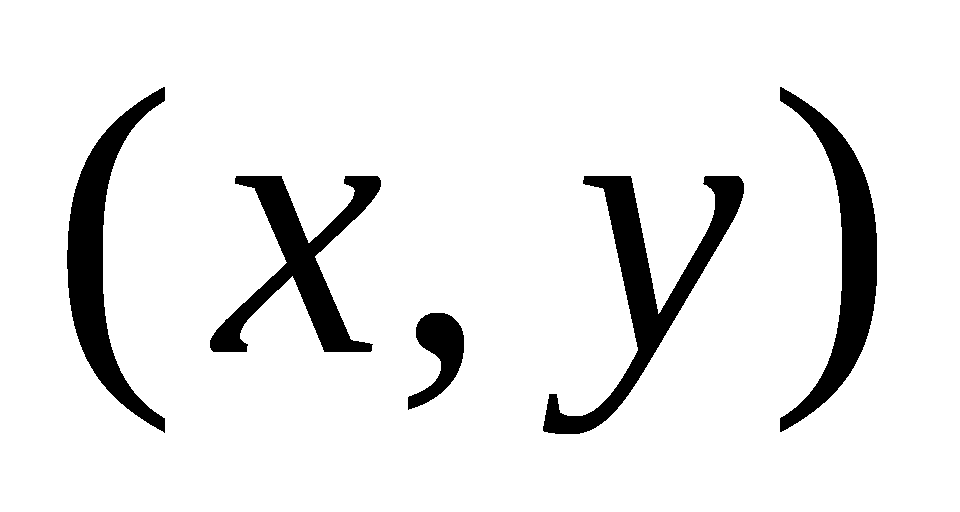 (x, y)